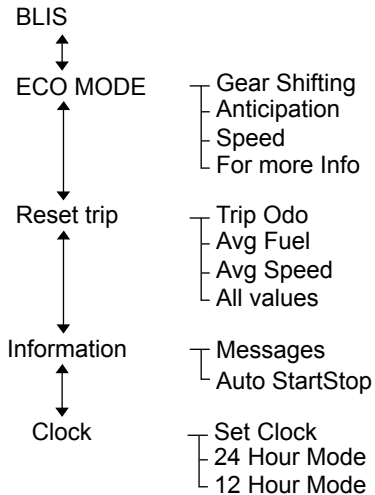 BLIS
ECO MODE
Gear Shifting
Anticipation
Speed
For more Info
Reset trip
Trip Odo
Avg Fuel
Avg Speed
All values
Information
Messages
Auto StartStop
Clock
Set Clock
24 Hour Mode
12 Hour Mode